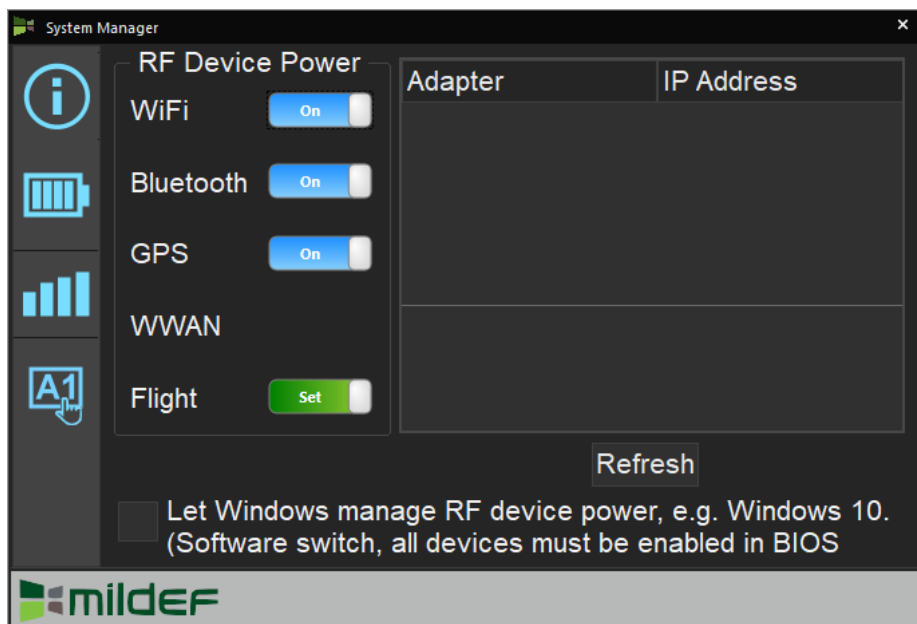 System Manager
RF Device Power
WiFi On
Bluetooth On
GPS On
WWAN
Flight Set
Adapter IP Address
Refresh
Let Windows manage RF device power, e.g. Windows 10.
(Software switch, all devices must be enabled in BIOS
A1
mildef